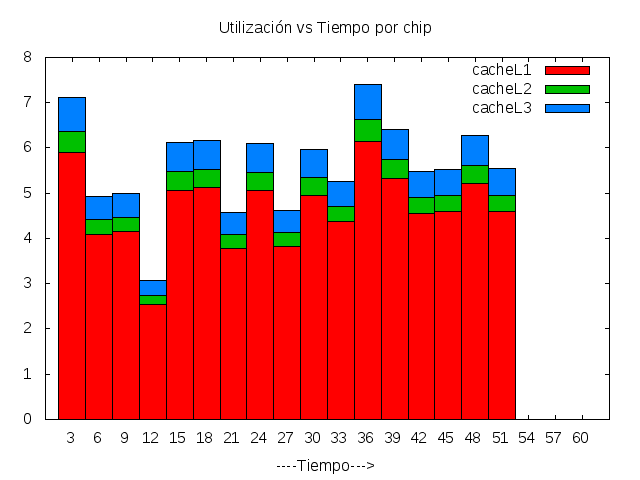 Utilización vs Tiempo por chip
8
7
6
5
4
3
2
1
0
cacheL1
cacheL2
cacheL3
3 6 9 12 15 18 21 24 27 30 33 36 39 42 45 48 51 54 57 60
----Tiempo--->